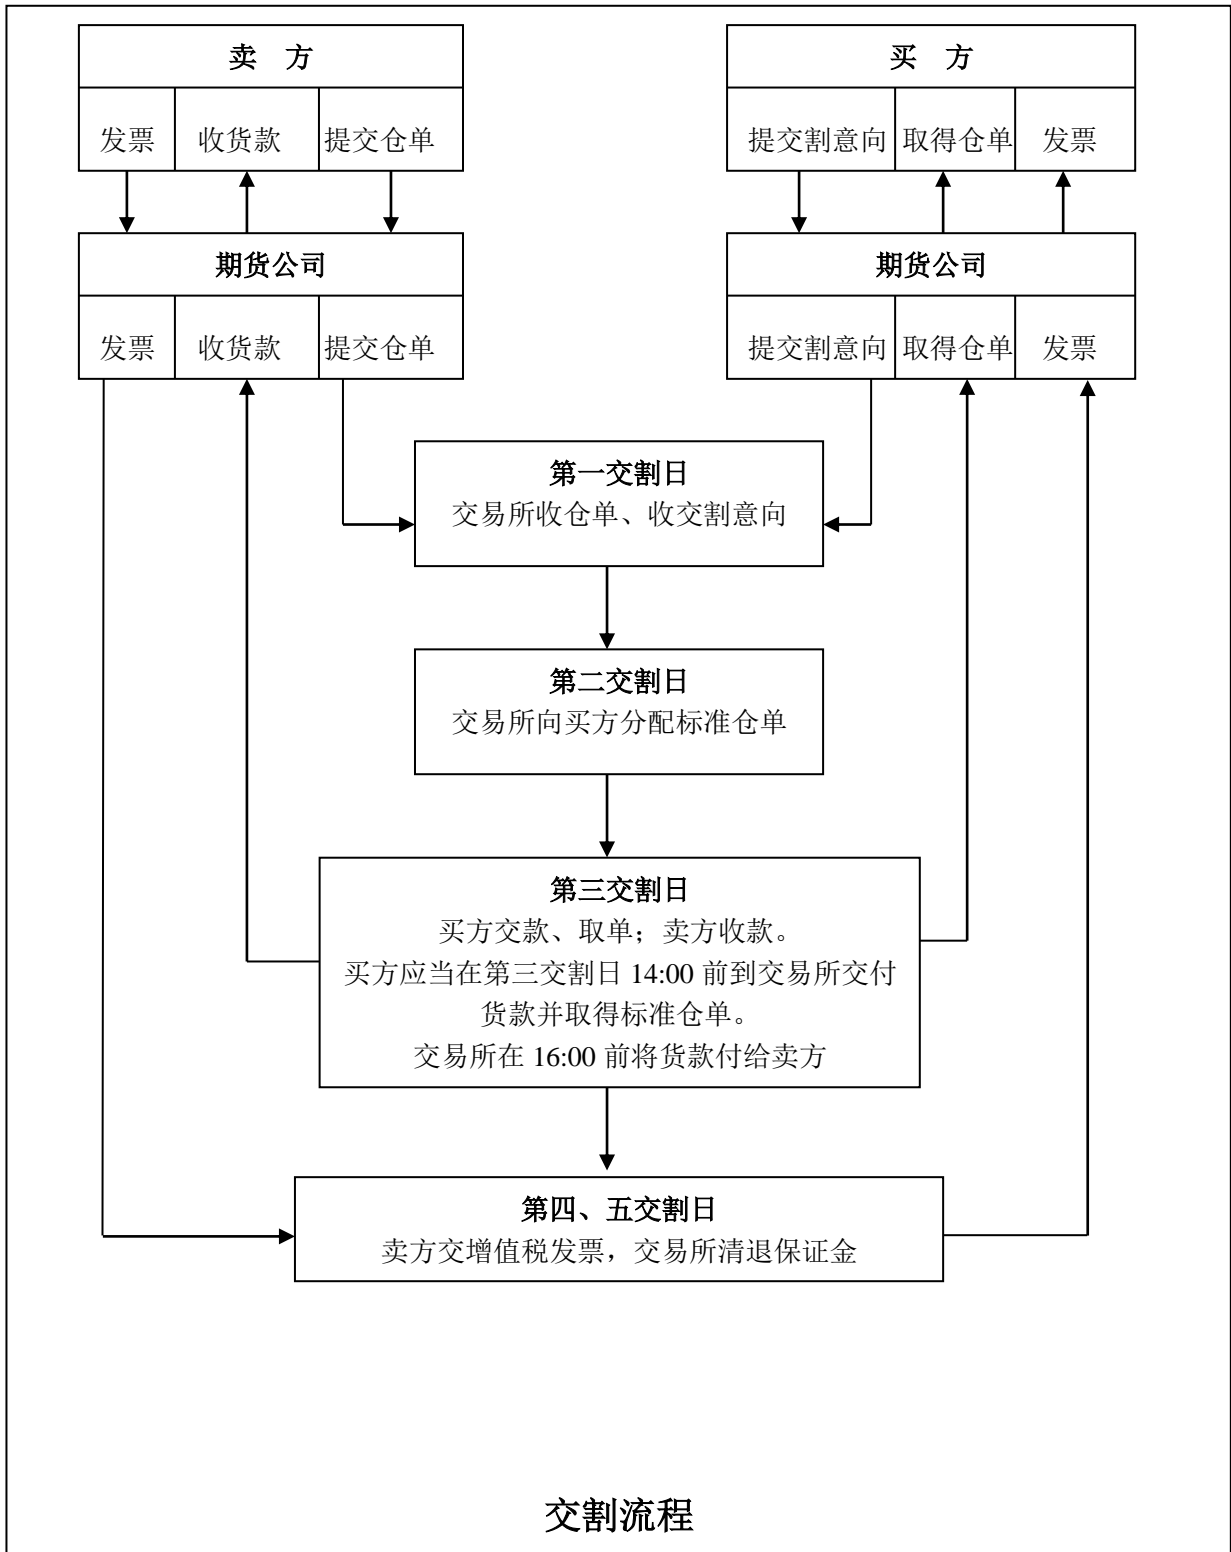 卖 方
发票 收货款 提交仓单
买 方
提交割意向 取得仓单 发票
期货公司
发票 收货款 提交仓单
期货公司
提交割意向 取得仓单 发票
第一交割日
交易所收仓单、收交割意向
第二交割日
交易所向买方分配标准仓单
第三交割日
买方交款、取单；卖方收款。
买方应当在第三交割日 14:00 前到交易所交付
货款并取得标准仓单。
交易所在 16:00 前将货款付给卖方
第四、五交割日
卖方交增值税发票，交易所清退保证金
交割流程